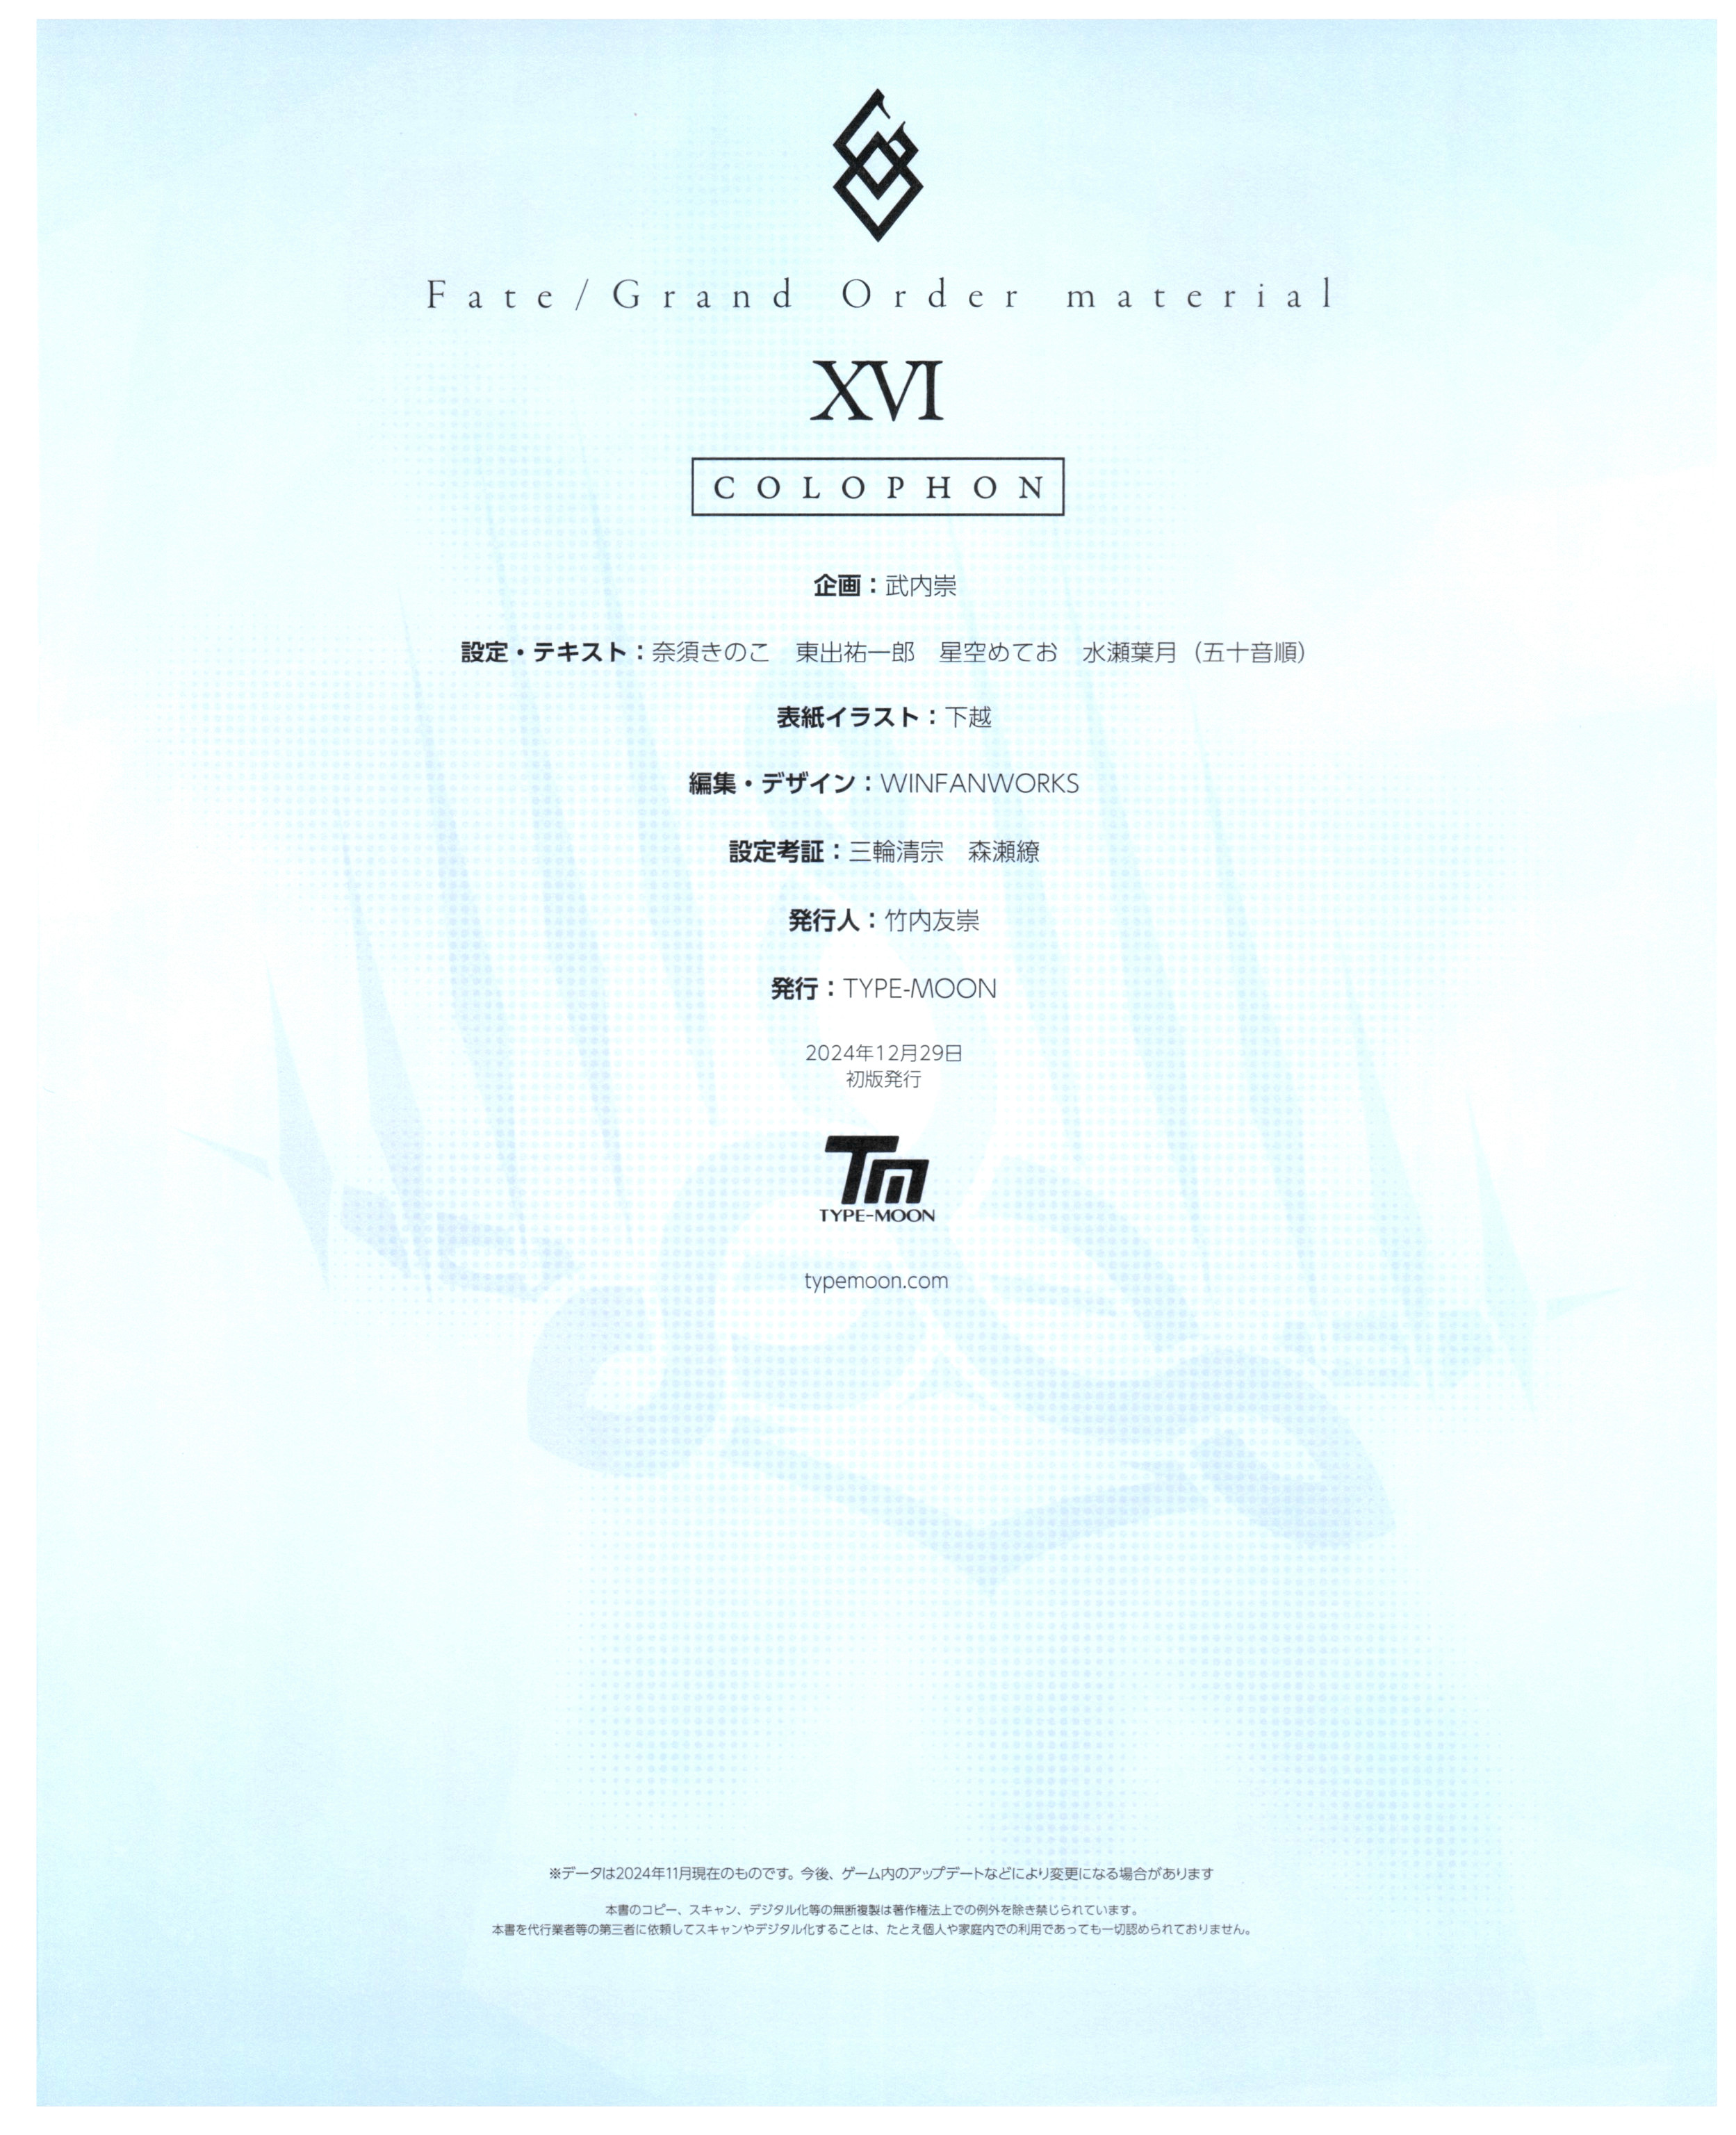 Fate/Grand Order material
XVI
COLOPHON
企画：武内崇
設定・テキスト：奈須きのこ　東出祐一郎　星空めてお　水瀬葉月（五十音順）
表紙イラスト：下越
編集・デザイン：WINFANWORKS
設定考証：三輪清宗　森瀬繚
発行人：竹内友崇
発行：TYPE-MOON
2024年12月29日
初版発行
Tm
TYPE-MOON
typemoon.com
※データは2024年11月現在のものです。今後、ゲーム内のアップデートなどにより変更になる場合があります
本書のコピー、スキャン、デジタル化等の無断複製は著作権法上での例外を除き禁じられています。
本書を代行業者等の第三者に依頼してスキャンやデジタル化することは、たとえ個人や家庭内での利用であっても一切認められておりません。